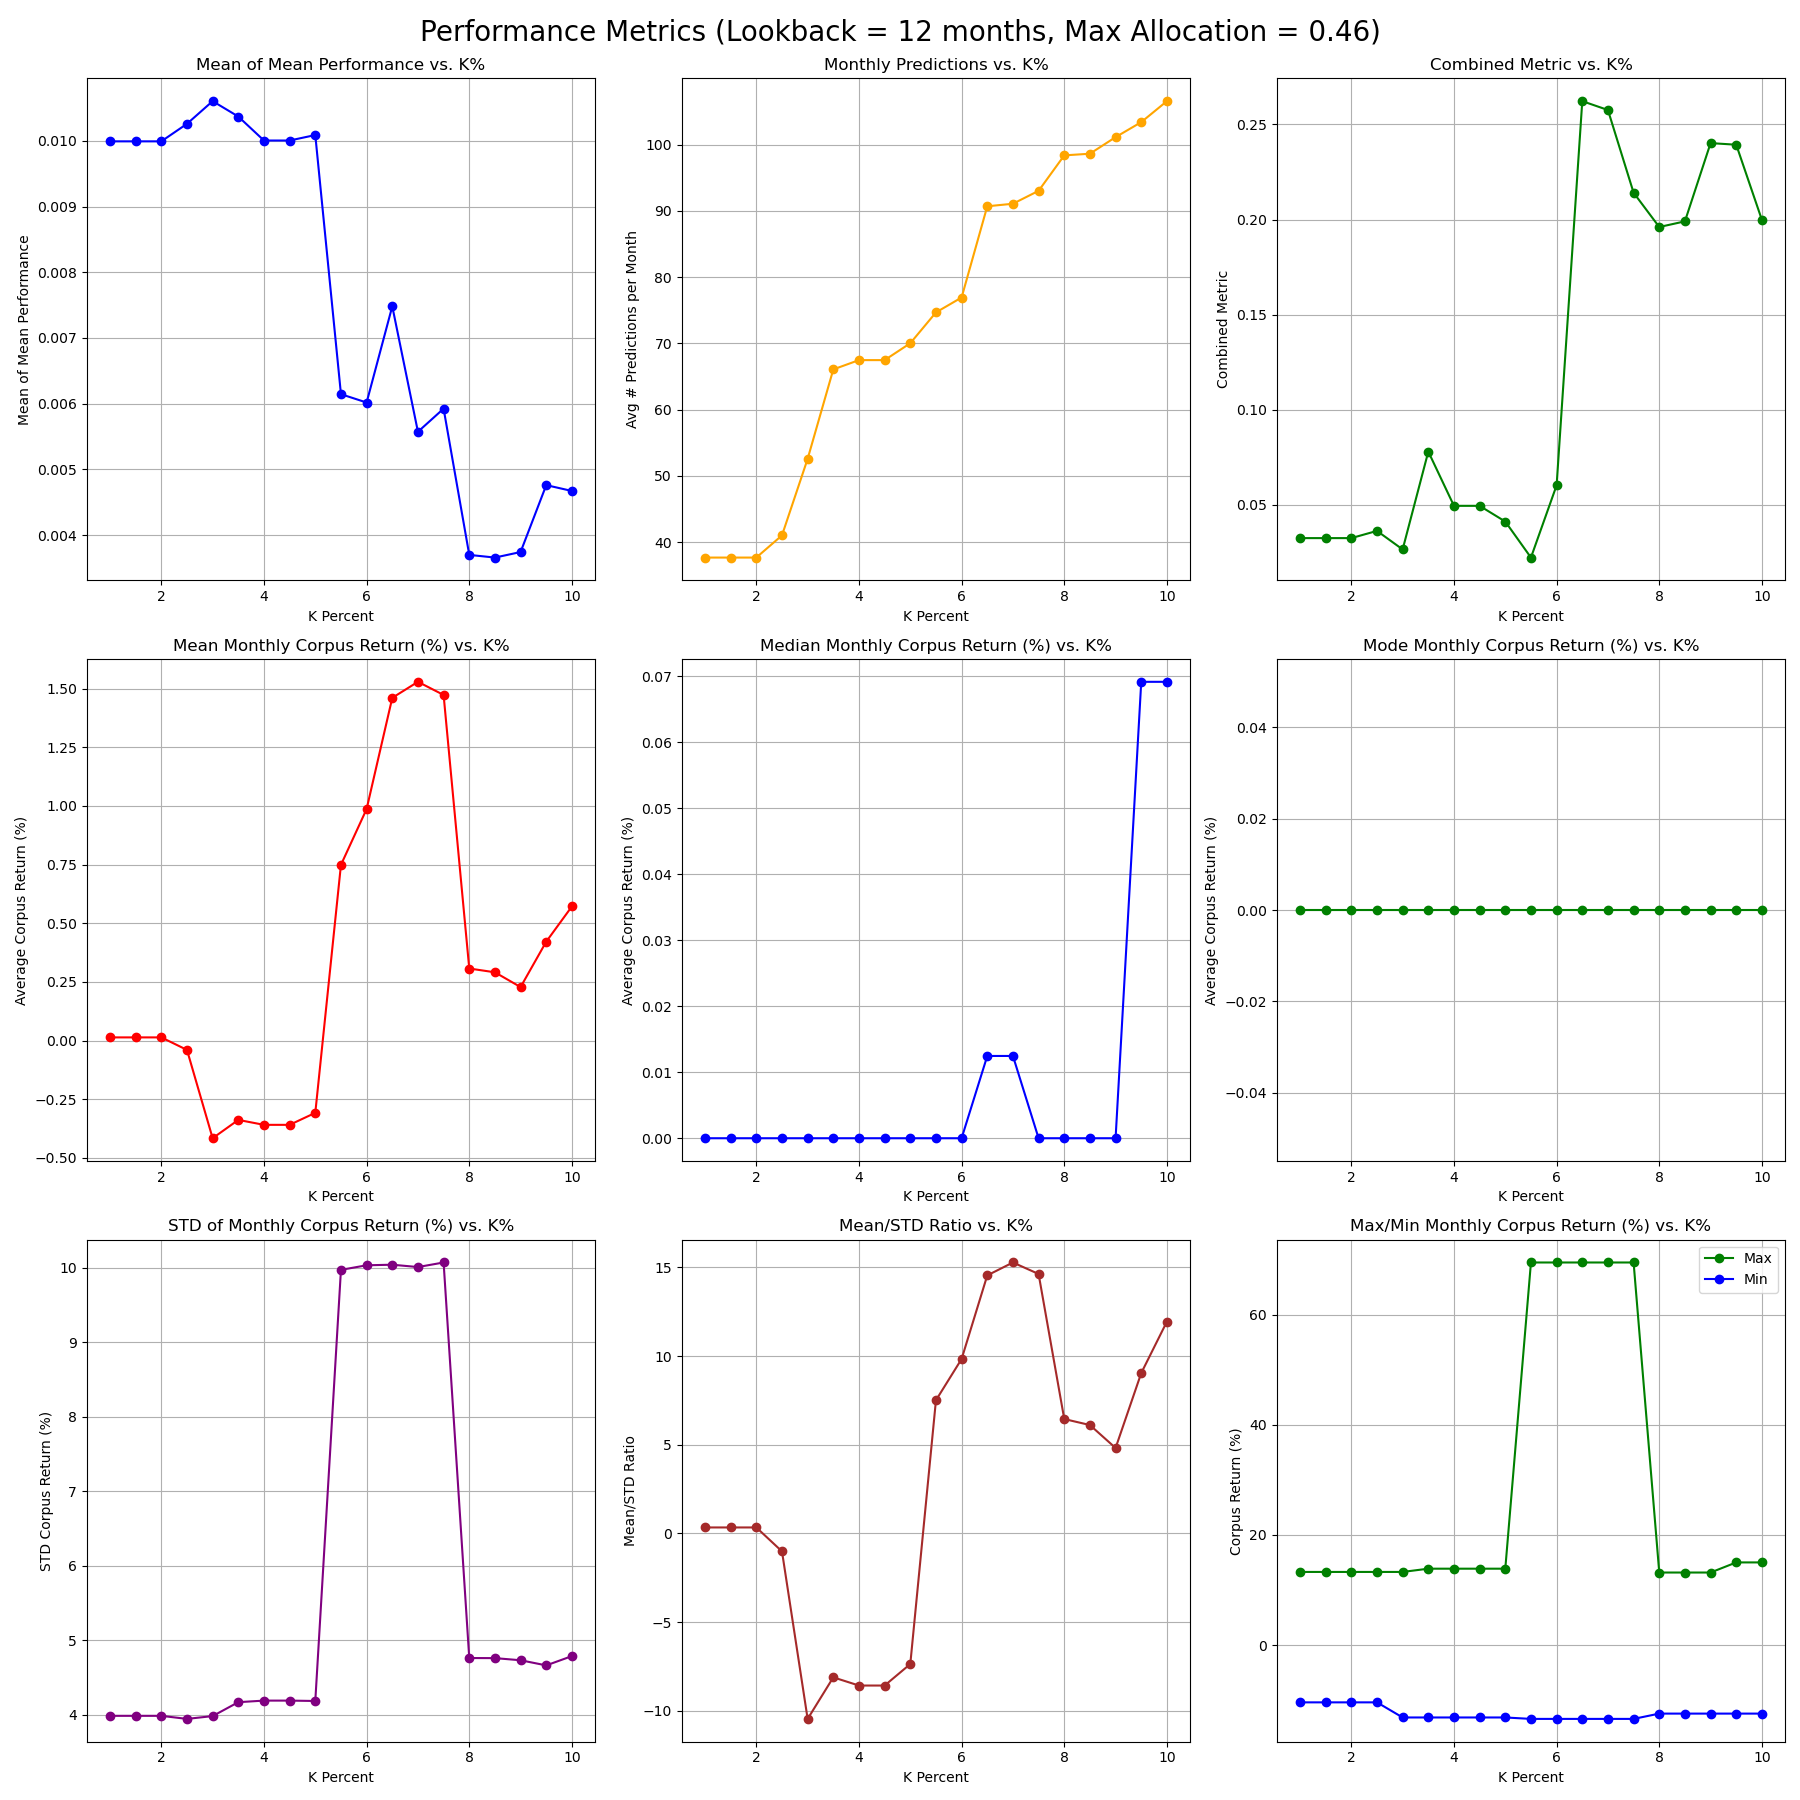 Performance Metrics (Lookback = 12 months, Max Allocation = 0.46)
Mean of Mean Performance vs. K%
Mean of Mean Performance
0.010
0.009
0.008
0.007
0.006
0.005
0.004
2 4 6 8 10
K Percent
Monthly Predictions vs. K%
Avg # Predictions per Month
100
90
80
70
60
50
40
2 4 6 8 10
K Percent
Combined Metric vs. K%
Combined Metric
0.25
0.20
0.15
0.10
0.05
2 4 6 8 10
K Percent
Mean Monthly Corpus Return (%) vs. K%
Average Corpus Return (%)
1.50
1.25
1.00
0.75
0.50
0.25
0.00
−0.25
−0.50
2 4 6 8 10
K Percent
Median Monthly Corpus Return (%) vs. K%
Average Corpus Return (%)
0.07
0.06
0.05
0.04
0.03
0.02
0.01
0.00
2 4 6 8 10
K Percent
Mode Monthly Corpus Return (%) vs. K%
Average Corpus Return (%)
0.04
0.02
0.00
−0.02
−0.04
2 4 6 8 10
K Percent
STD of Monthly Corpus Return (%) vs. K%
STD Corpus Return (%)
10
9
8
7
6
5
4
2 4 6 8 10
K Percent
Mean/STD Ratio vs. K%
Mean/STD Ratio
15
10
5
0
−5
−10
2 4 6 8 10
K Percent
Max/Min Monthly Corpus Return (%) vs. K%
Corpus Return (%)
Max
Min
60
40
20
0
2 4 6 8 10
K Percent